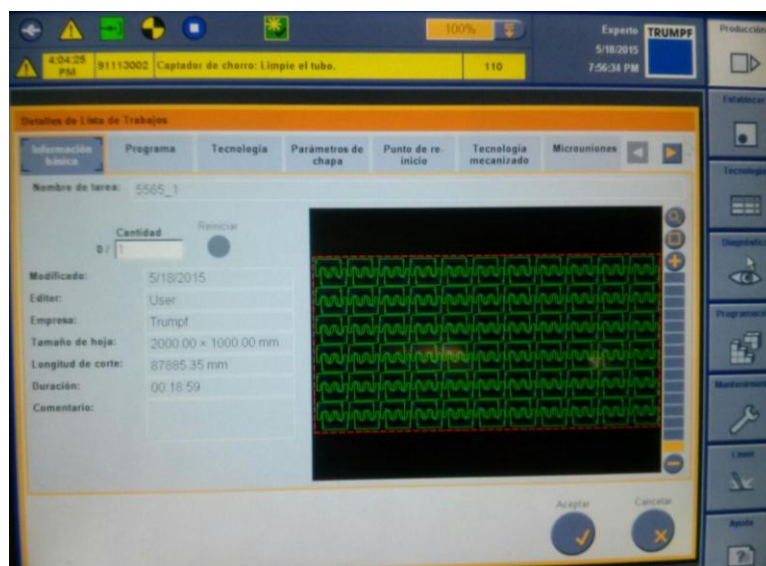 100%
Experto
5/18/2015
7:56:34 PM
TRUMPF
4:04:25 PM
91113002
Captador de chorro: Limpie el tubo.
110
Detalles de Lista de Trabajos
Información básica
Programa
Tecnología
Parámetros de chapa
Punto de re-inicio
Tecnología mecanizado
Microuniones
Nombre de tarea: 5565_1
Cantidad
Reiniciar
0 / 1
Modificado: 5/18/2015
Editor: User
Empresa: Trumpf
Tamaño de hoja: 2000.00 × 1000.00 mm
Longitud de corte: 87885.35 mm
Duración: 00:18:59
Comentario:
Aceptar
Cancelar
Producción
Establecer
Tecnología
Diagnóstico
Programació
Mantenimient
Láser
Ayuda